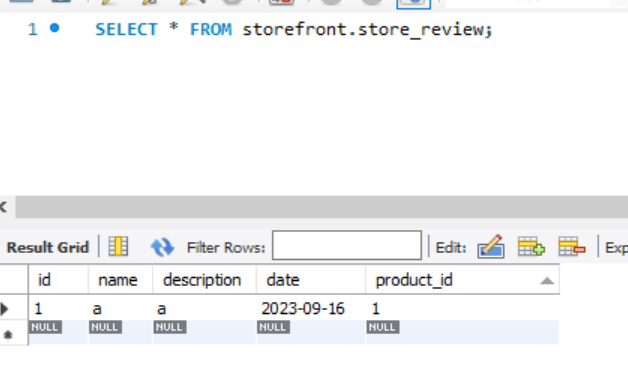 1 SELECT * FROM storefront.store_review;
Result Grid Filter Rows: Edit: Exp
id name description date product_id
1 a a 2023-09-16 1
NULL NULL NULL NULL NULL